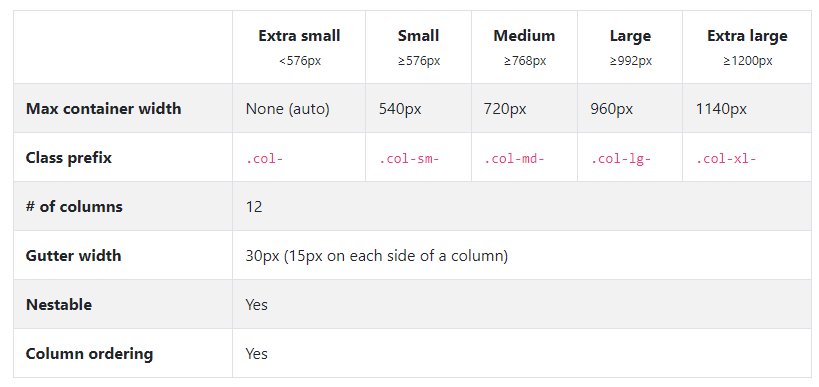 Extra small Small Medium Large Extra large
<576px ≥576px ≥768px ≥992px ≥1200px
Max container width None (auto) 540px 720px 960px 1140px
Class prefix .col- .col-sm- .col-md- .col-lg- .col-xl-
# of columns 12
Gutter width 30px (15px on each side of a column)
Nestable Yes
Column ordering Yes